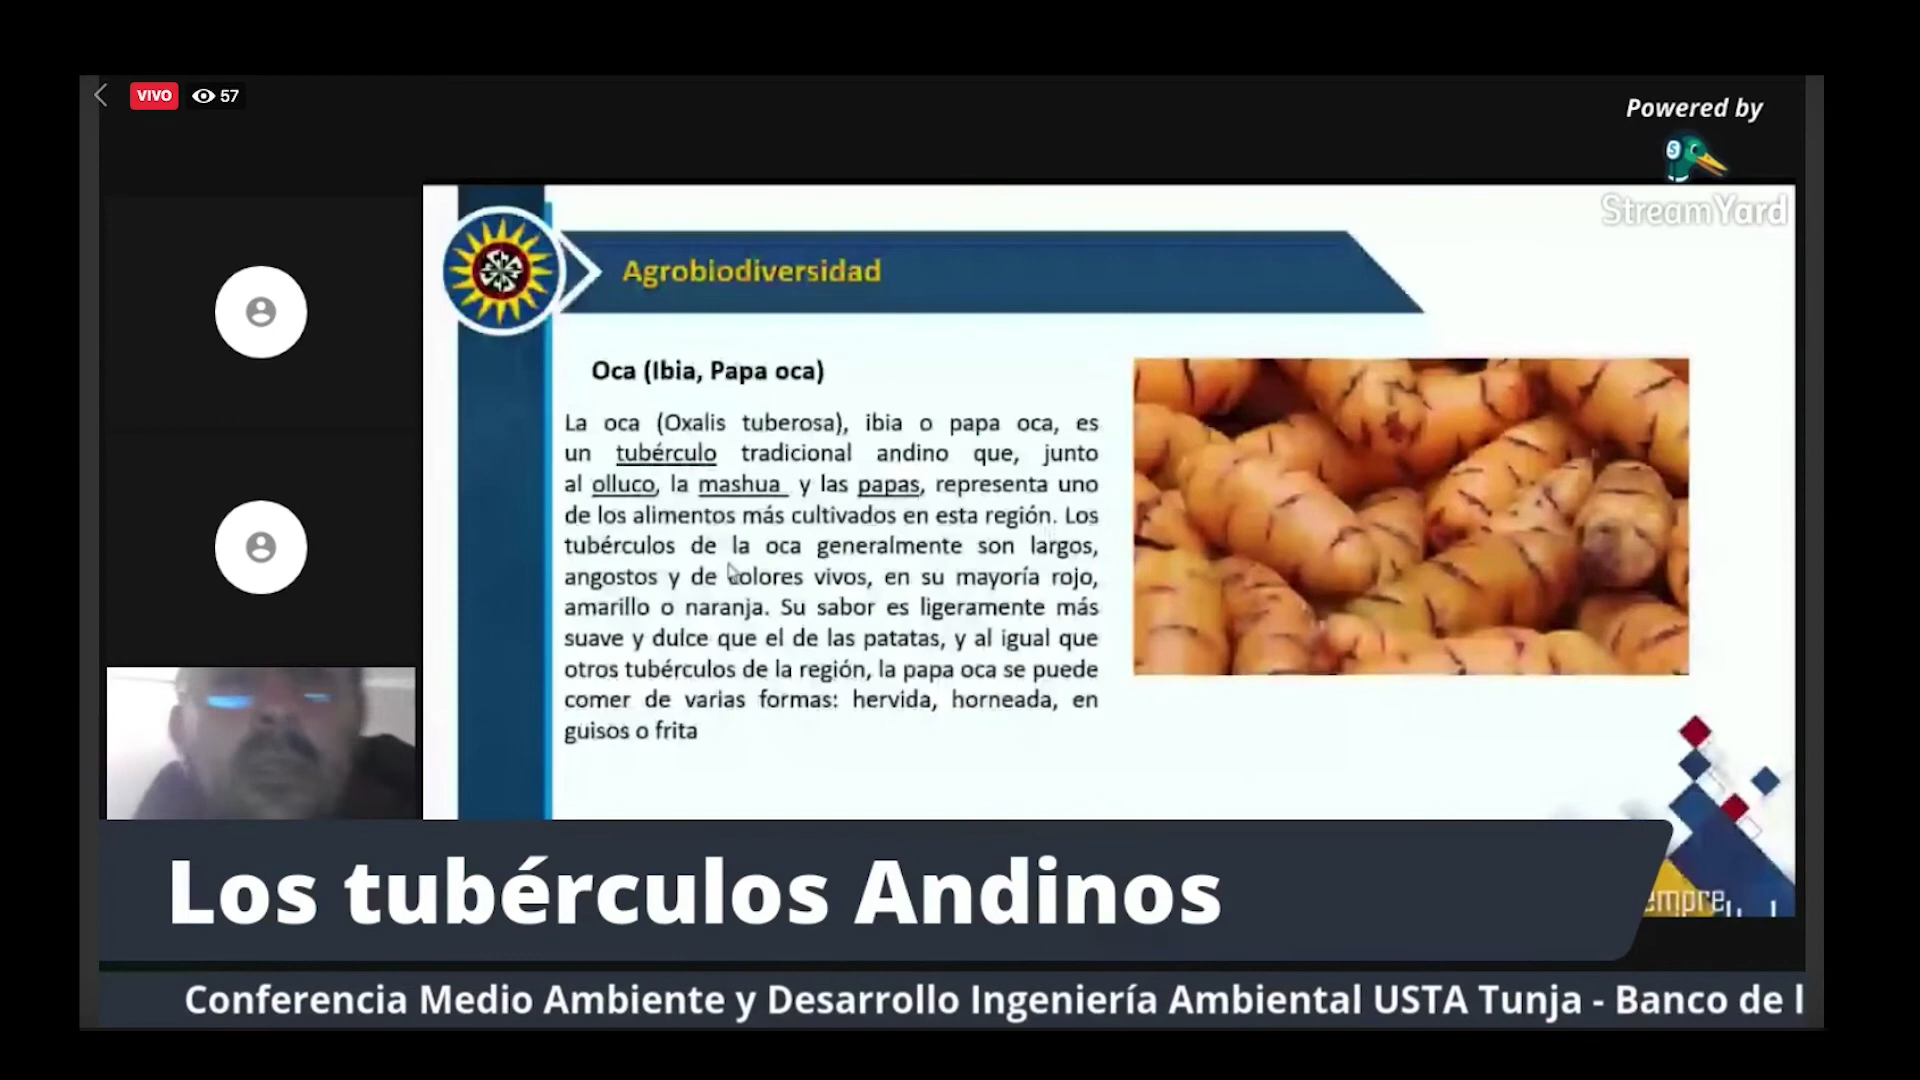 VIVO
57
Powered by
S
StreamYard
Agrobiodiversidad
Oca (Ibia, Papa oca)
La oca (Oxalis tuberosa), ibia o papa oca, es
un tubérculo tradicional andino que, junto
al olluco, la mashua y las papas, representa uno
de los alimentos más cultivados en esta región. Los
tubérculos de la oca generalmente son largos,
angostos y de colores vivos, en su mayoría rojo,
amarillo o naranja. Su sabor es ligeramente más
suave y dulce que el de las patatas, y al igual que
otros tubérculos de la región, la papa oca se puede
comer de varias formas: hervida, horneada, en
guisos o frita
empre
Los tubérculos Andinos
Conferencia Medio Ambiente y Desarrollo Ingeniería Ambiental USTA Tunja - Banco de l